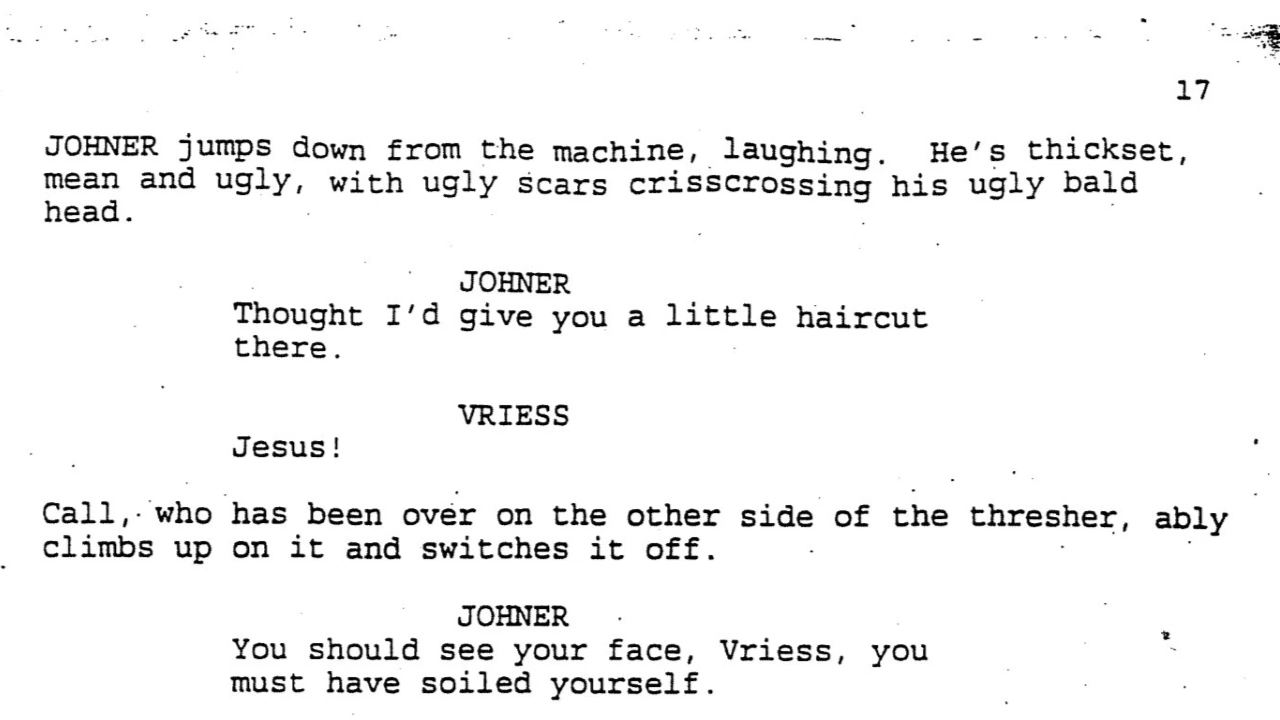 17
JOHNER jumps down from the machine, laughing. He's thickset,
mean and ugly, with ugly scars crisscrossing his ugly bald
head.
JOHNER
Thought I'd give you a little haircut
there.
VRIESS
Jesus!
Call, who has been over on the other side of the thresher, ably
climbs up on it and switches it off.
JOHNER
You should see your face, Vriess, you
must have soiled yourself.